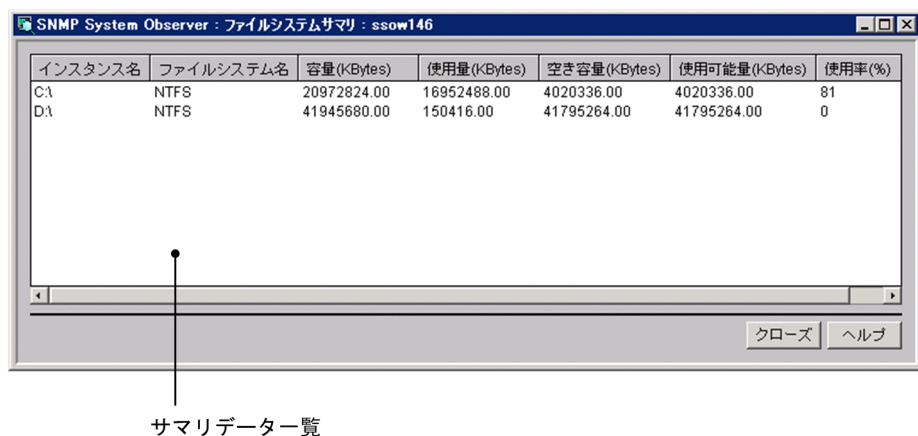 SNMP System Observer：ファイルシステムサマリ：ssow146
インスタンス名 ファイルシステム名 容量(KBytes) 使用量(KBytes) 空き容量(KBytes) 使用可能量(KBytes) 使用率(%)
C:\ NTFS 20972824.00 16952488.00 4020336.00 4020336.00 81
D:\ NTFS 41945680.00 150416.00 41795264.00 41795264.00 0
クローズ ヘルプ
サマリデータ一覧